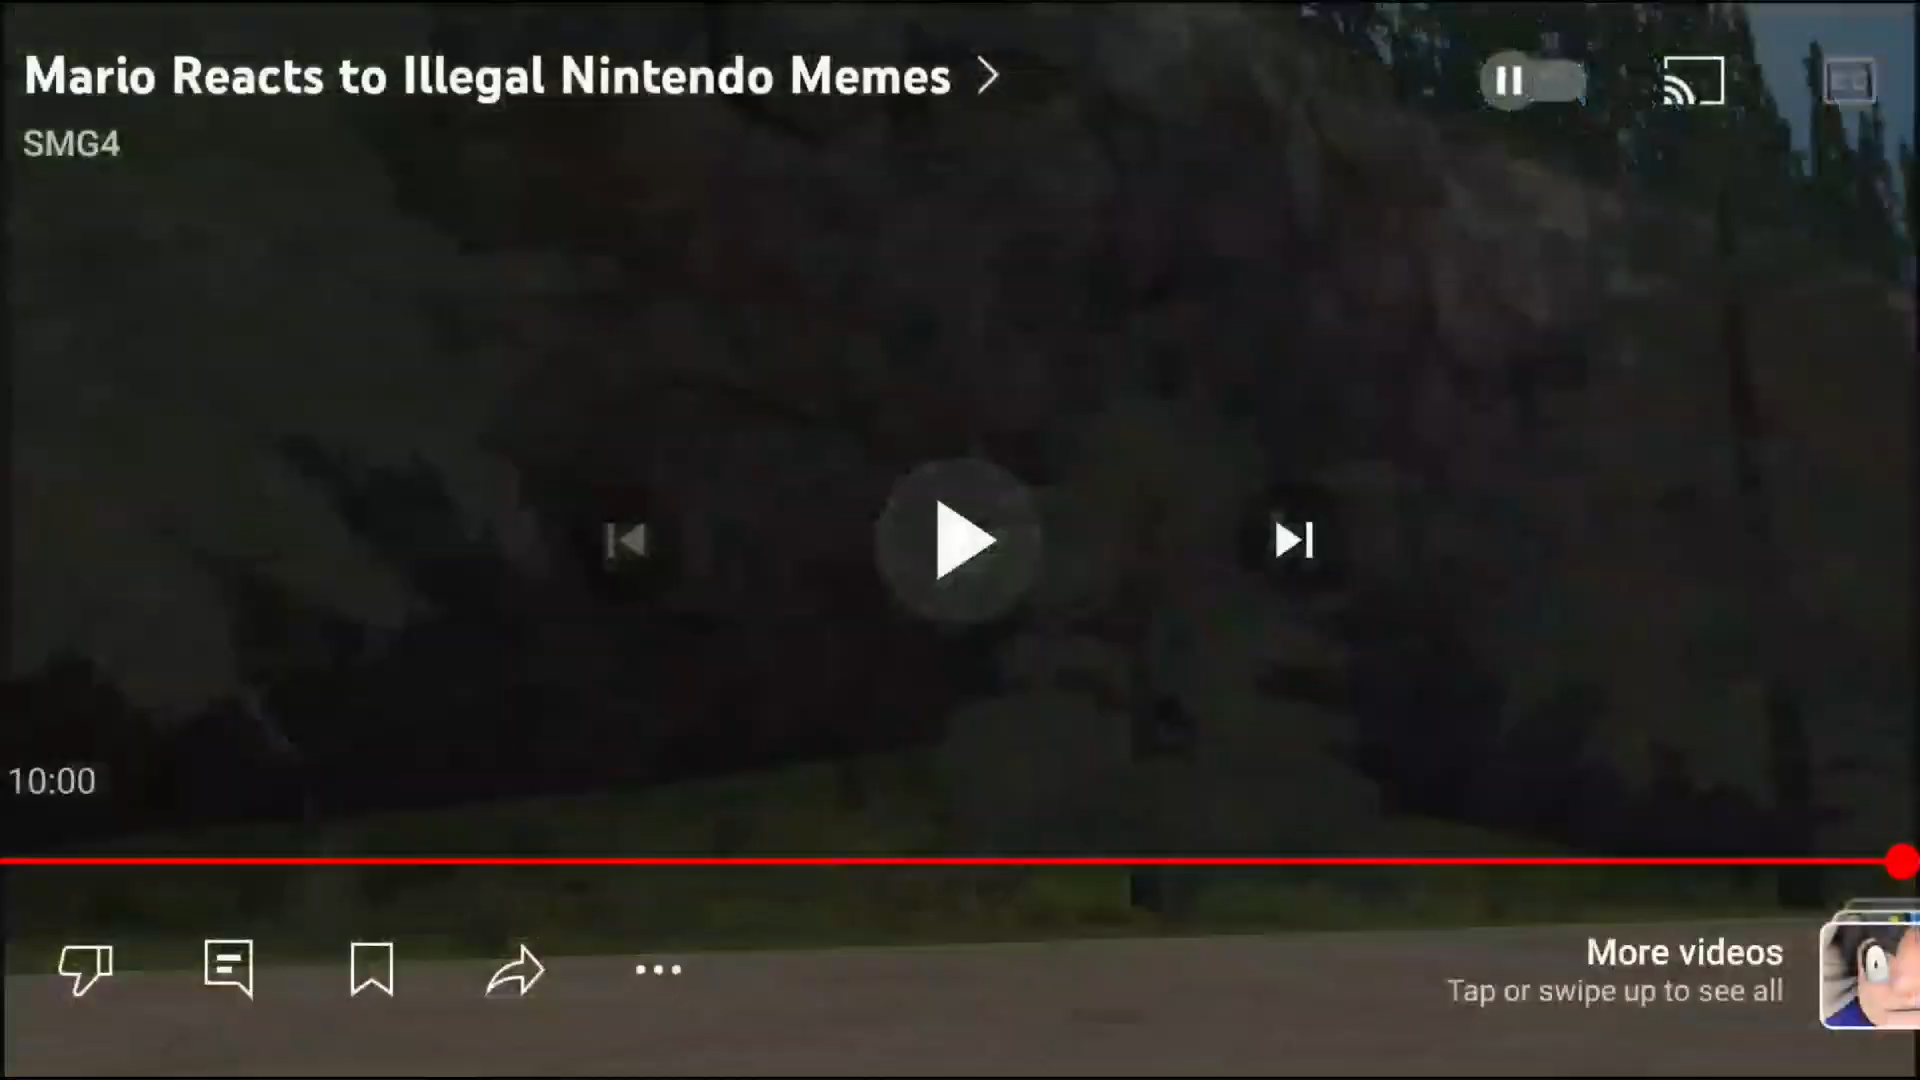 Mario Reacts to Illegal Nintendo Memes
SMG4
10:00
More videos
Tap or swipe up to see all